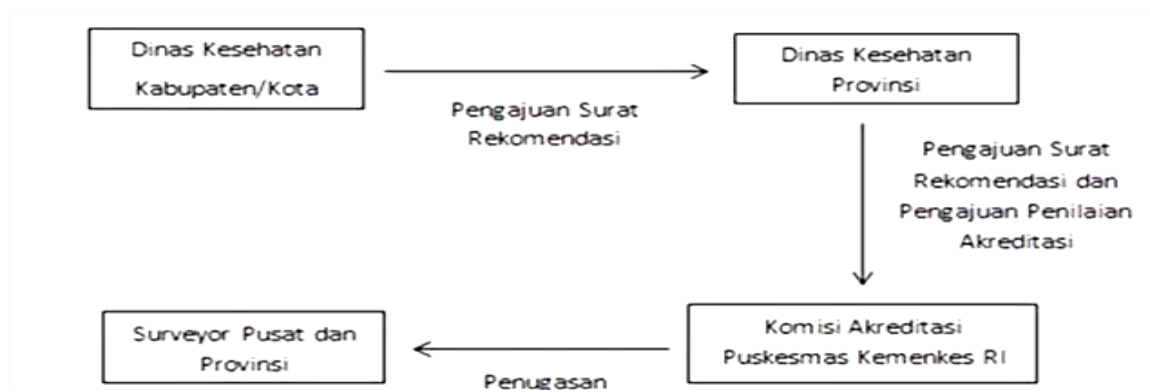 Dinas Kesehatan
Kabupaten/Kota
Pengajuan Surat
Rekomendasi
Dinas Kesehatan
Provinsi
Pengajuan Surat
Rekomendasi dan
Pengajuan Penilaian
Akreditasi
Komisi Akreditasi
Puskesmas Kemenkes RI
Penugasan
Surveyor Pusat dan
Provinsi